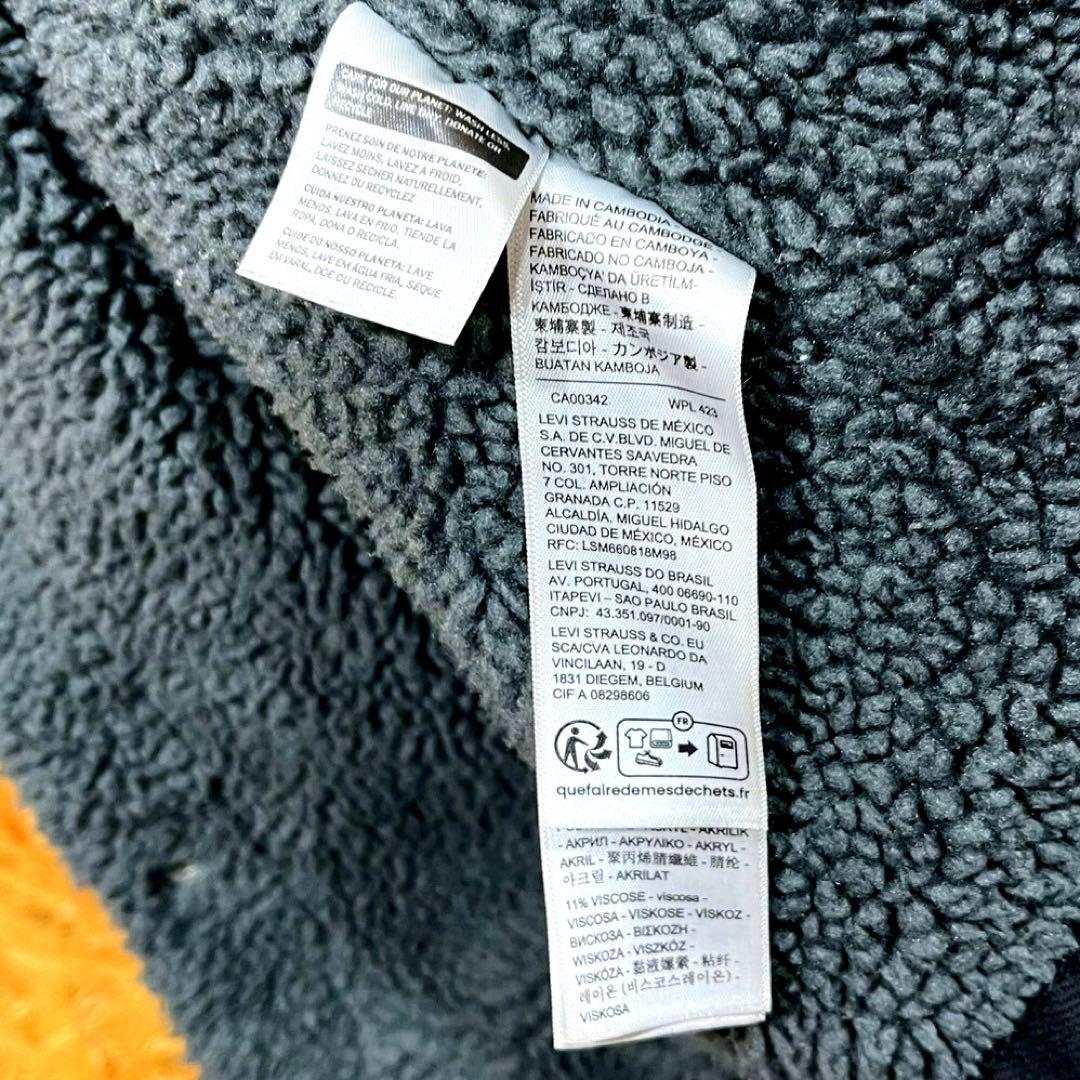 CARE FOR OUR PLANET: WASH LESS,
WASH COLD, LINE DRY, DONATE OR
RECYCLE
PRENEZ SOIN DE NOTRE PLANÈTE:
LAVEZ MOINS, LAVEZ A FROID,
LAISSEZ SÉCHER NATURELLEMENT,
DONNEZ OU RECYCLEZ
CUIDA NUESTRO PLANETA: LAVA
MENOS, LAVA EN FRIO, TIENDE LA
ROPA, DONA O RECICLA.
CUIDE DO NOSSO PLANETA: LAVE
MENOS, LAVE EM ÁGUA FRIA, SEQUE
EM VARAL, DOE OU RECICLE.
MADE IN CAMBODIA
FABRIQUÉ AU CAMBODGE
FABRICADO EN CAMBOYA -
FABRICADO NO CAMBOJA -
KAMBOÇYA' DA ÜRETİLM-
İŞTİR - СДЕЛАНО В
КАМБОДЖЕ - 柬埔寨制造 -
柬埔寨製 - 제조국
캄보디아 - カンボジア製 -
BUATAN KAMBOJA
CA00342 WPL 423
LEVI STRAUSS DE MÉXICO
S.A. DE C.V.BLVD. MIGUEL DE
CERVANTES SAAVEDRA
NO. 301, TORRE NORTE PISO
7 COL. AMPLIACIÓN
GRANADA C.P. 11529
ALCALDÍA, MIGUEL HIDALGO
CIUDAD DE MÉXICO, MÉXICO
RFC: LSM660818M98
LEVI STRAUSS DO BRASIL
AV. PORTUGAL, 400 06690-110
ITAPEVI – SAO PAULO BRASIL
CNPJ: 43.351.097/0001-90
LEVI STRAUSS & CO. EU
SCA/CVA LEONARDO DA
VINCILAAN, 19 - D
1831 DIEGEM, BELGIUM
CIF A 08298606
FR
quefairedemesdechets.fr
AKRILIK
- АКРИЛ - ΑΚΡΥΛΙΚΟ - AKRYL -
AKRIL - 聚丙烯腈纖維 - 腈纶 -
아크릴 - AKRILAT
11% VISCOSE - viscosa -
VISCOSA - VISKOSE - VİSKOZ -
ВИСКОЗА - ΒΙΣΚΟΖΗ -
WISKOZA - VISZKÓZ -
VISKÓZA - 黏液嫘縈 - 粘纤 -
레이온 (비스코스레이온) -
VISKOSA